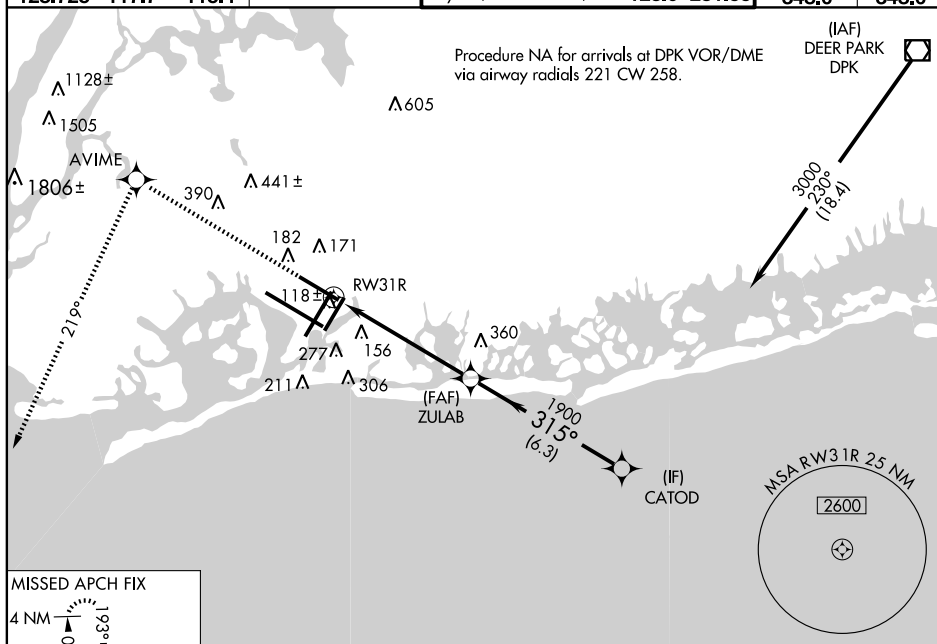 Procedure NA for arrivals at DPK VOR/DME
via airway radials 221 CW 258.
(IAF)
DEER PARK
DPK
1128±
1505
605
AVIME
1806±
390
441±
3000
230°
(18.4)
182
171
RW31R
118±
219°
277
156
360
211
306
(FAF)
ZULAB
1900
315°
(6.3)
(IF)
CATOD
MSA RW31R 25 NM
2600
MISSED APCH FIX
4 NM
193°